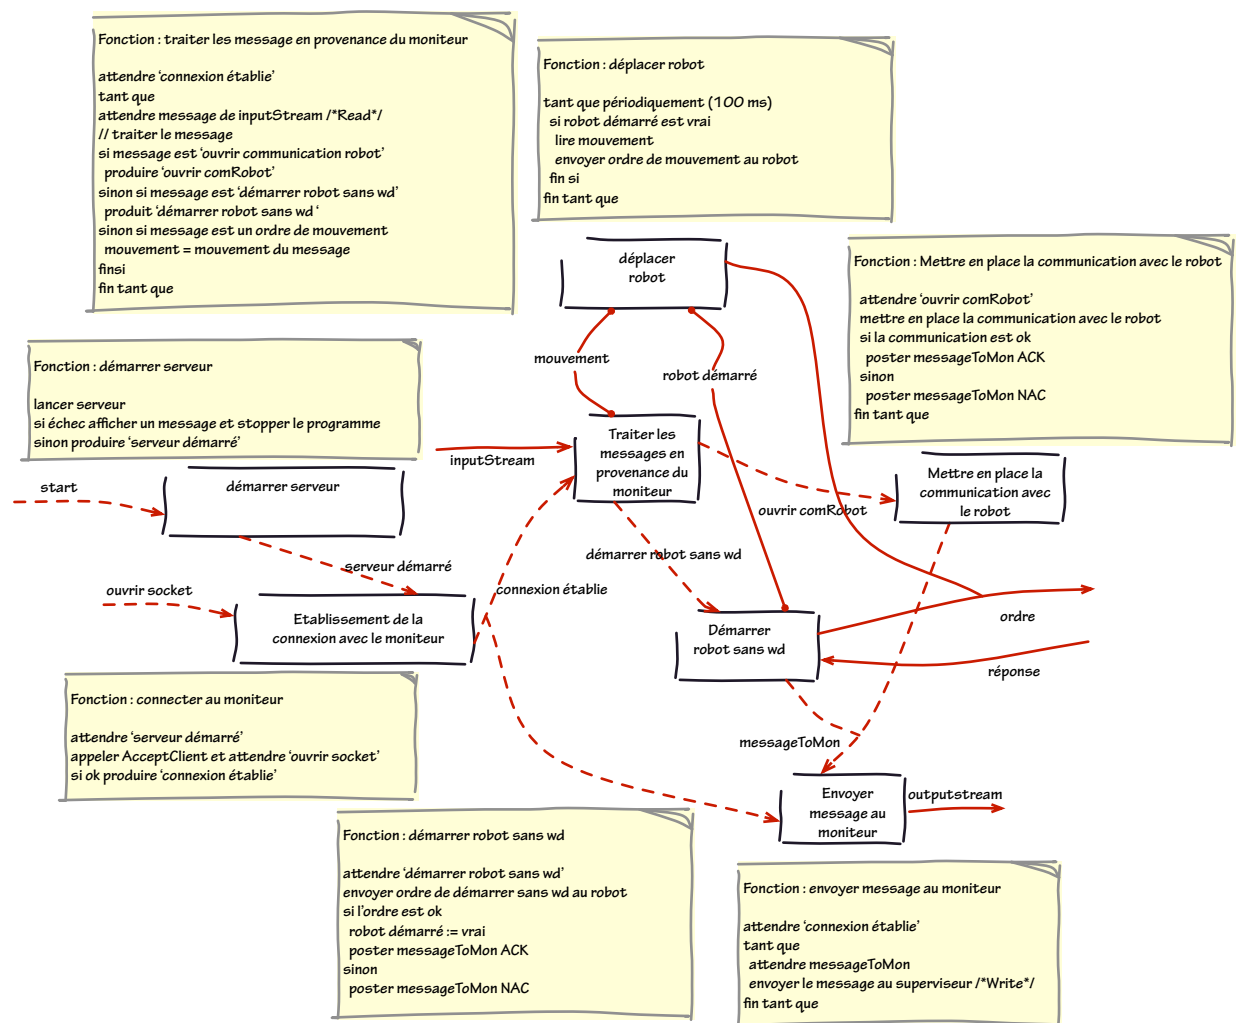 Fonction : traiter les message en provenance du moniteur
attendre ‘connexion établie’
tant que
attendre message de inputStream /*Read*/
// traiter le message
si message est ‘ouvrir communication robot’
produire ‘ouvrir comRobot’
sinon si message est ‘démarrer robot sans wd’
produit ‘démarrer robot sans wd ‘
sinon si message est un ordre de mouvement
mouvement = mouvement du message
finsi
fin tant que
Fonction : déplacer robot
tant que périodiquement (100 ms)
si robot démarré est vrai
lire mouvement
envoyer ordre de mouvement au robot
fin si
fin tant que
Fonction : Mettre en place la communication avec le robot
attendre ‘ouvrir comRobot’
mettre en place la communication avec le robot
si la communication est ok
poster messageToMon ACK
sinon
poster messageToMon NAC
fin tant que
déplacer
robot
mouvement
robot démarré
Fonction : démarrer serveur
lancer serveur
si échec afficher un message et stopper le programme
sinon produire ‘serveur démarré’
inputStream
Traiter les
messages en
provenance du
moniteur
Mettre en place la
communication avec
le robot
start
démarrer serveur
ouvrir comRobot
démarrer robot sans wd
serveur démarré
ouvrir socket
connexion établie
Etablissement de la
connexion avec le moniteur
Démarrer
robot sans wd
ordre
réponse
Fonction : connecter au moniteur
attendre ‘serveur démarré’
appeler AcceptClient et attendre ‘ouvrir socket’
si ok produire ‘connexion établie’
messageToMon
Envoyer
message au
moniteur
outputstream
Fonction : démarrer robot sans wd
attendre ‘démarrer robot sans wd’
envoyer ordre de démarrer sans wd au robot
si l’ordre est ok
robot démarré := vrai
poster messageToMon ACK
sinon
poster messageToMon NAC
Fonction : envoyer message au moniteur
attendre ‘connexion établie’
tant que
attendre messageToMon
envoyer le message au superviseur /*Write*/
fin tant que